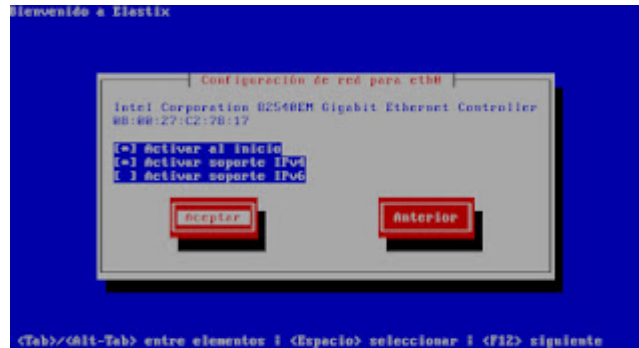 Bienvenido a Elastix
Configuración de red para eth0
Intel Corporation 82540EM Gigabit Ethernet Controller
08:00:27:C2:78:17
[*] Activar al inicio
[*] Activar soporte IPv4
[ ] Activar soporte IPv6
Aceptar Anterior
<Tab>/<Alt-Tab> entre elementos | <Espacio> seleccionar | <F12> siguiente